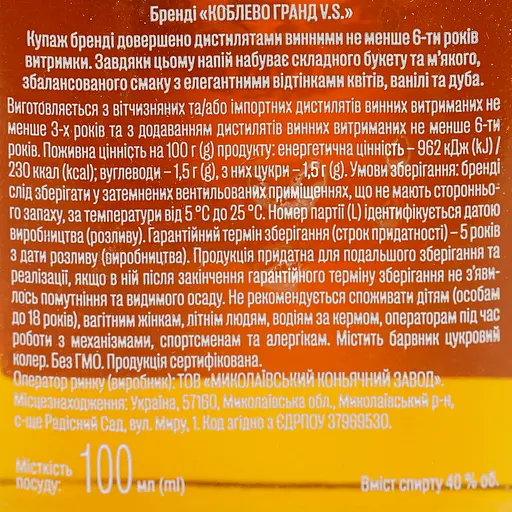 Бренді «КОБЛЕВО ГРАНД V.S.»
Купаж бренді довершено дистилятами винними не менше 6-ти років
витримки. Завдяки цьому напій набуває складного букету та м'якого,
збалансованого смаку з елегантними відтінками квітів, ванілі та дуба.
Виготовляється з вітчизняних та/або імпортних дистилятів винних витриманих не
менше 3-х років та з додаванням дистилятів винних витриманих не менше 6-ти
років. Поживна цінність на 100 г (g) продукту: енергетична цінність – 962 кДж (kJ) /
230 ккал (kcal); вуглеводи – 1,5 г (g), з них цукри – 1,5 г (g). Умови зберігання: бренді
слід зберігати у затемнених вентильованих приміщеннях, що не мають сторонньо-
го запаху, за температури від 5 °C до 25 °C. Номер партії (L) ідентифікується датою
виробництва (розливу). Гарантійний термін зберігання (строк придатності) – 5 років
з дати розливу (виробництва). Продукція придатна для подальшого зберігання та
реалізації, якщо в ній після закінчення гарантійного терміну зберігання не з'яви-
лось помутніння та видимого осаду. Не рекомендується споживати дітям (особам
до 18 років), вагітним жінкам, літнім людям, водіям за кермом, операторам під час
роботи з механізмами, спортсменам та алергікам. Містить барвник цукровий
колер. Без ГМО. Продукція сертифікована.
Оператор ринку (виробник): ТОВ «МИКОЛАЇВСЬКИЙ КОНЬЯЧНИЙ ЗАВОД».
Місцезнаходження: Україна, 57160, Миколаївська обл., Миколаївський р-н,
с-ще Радісний Сад, вул. Миру, 1. Код згідно з ЄДРПОУ 37969530.
Місткість
посуду: 100 мл (ml)
Вміст спирту 40 % об.